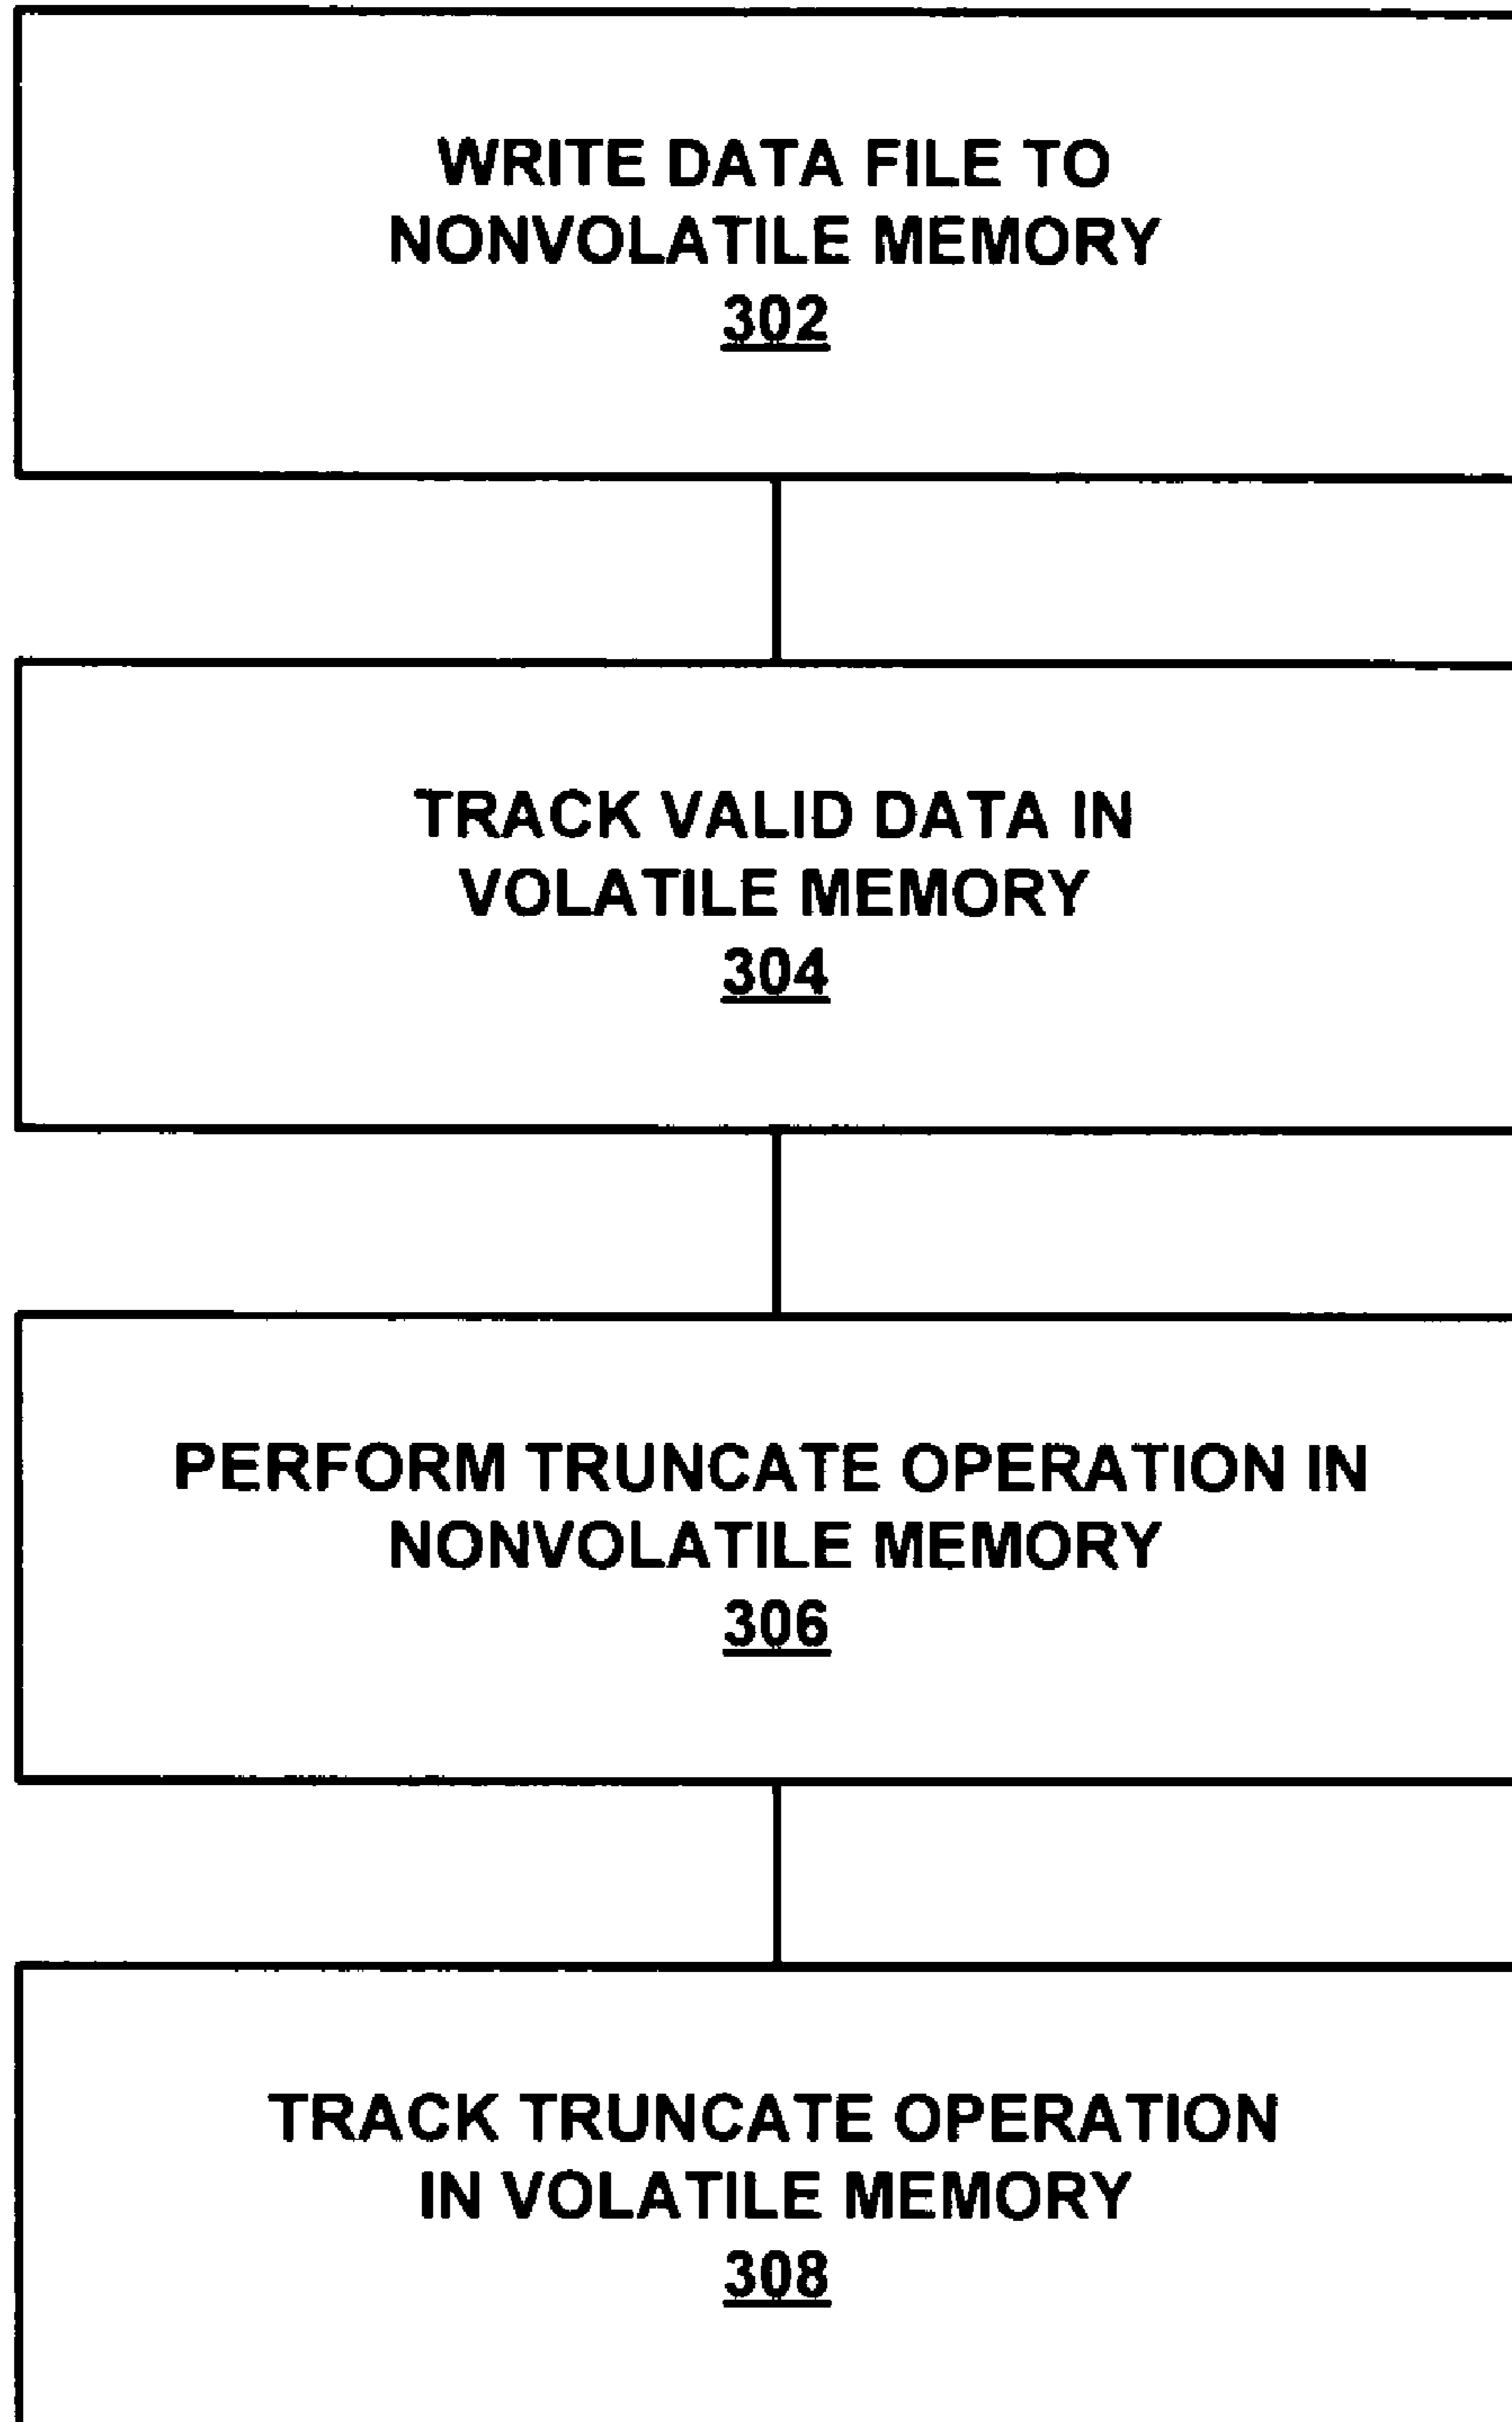 WRITE DATA FILE TO
NONVOLATILE MEMORY
302
TRACK VALID DATA IN
VOLATILE MEMORY
304
PERFORM TRUNCATE OPERATION IN
NONVOLATILE MEMORY
306
TRACK TRUNCATE OPERATION
IN VOLATILE MEMORY
308